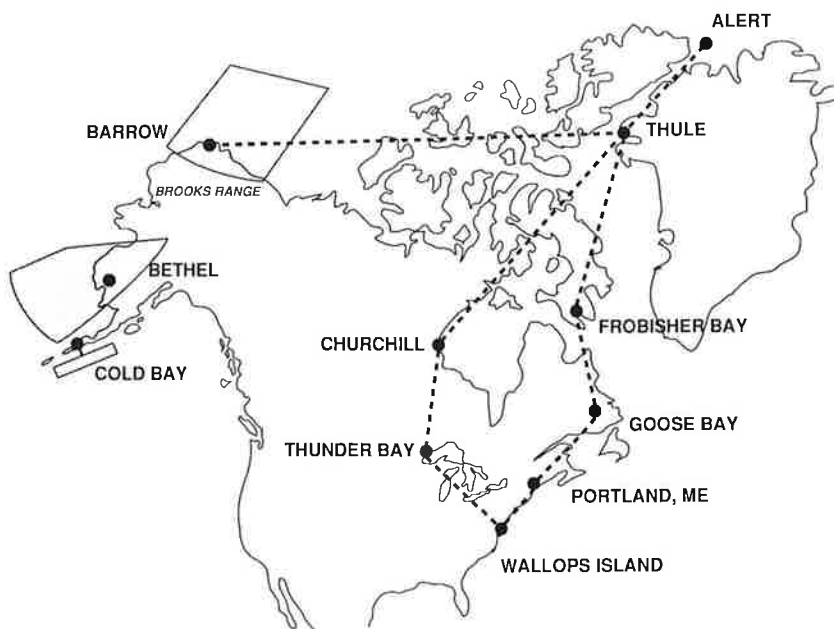 ALERT
BARROW
THULE
BROOKS RANGE
BETHEL
FROBISHER BAY
CHURCHILL
COLD BAY
GOOSE BAY
THUNDER BAY
PORTLAND, ME
WALLOPS ISLAND